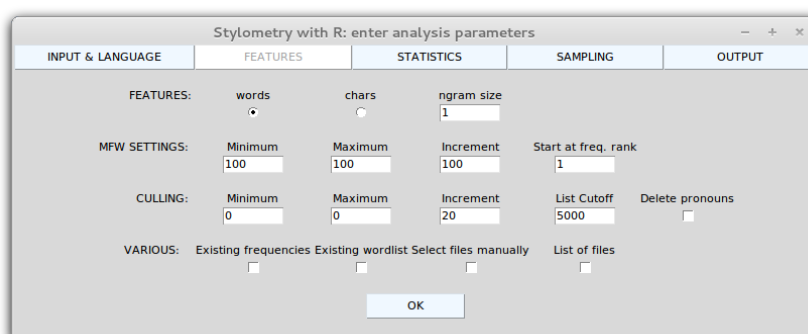 Stylometry with R: enter analysis parameters
INPUT & LANGUAGE FEATURES STATISTICS SAMPLING OUTPUT
FEATURES: words chars ngram size
1
MFW SETTINGS: Minimum Maximum Increment Start at freq. rank
100 100 100 1
CULLING: Minimum Maximum Increment List Cutoff Delete pronouns
0 0 20 5000
VARIOUS: Existing frequencies Existing wordlist Select files manually List of files
OK